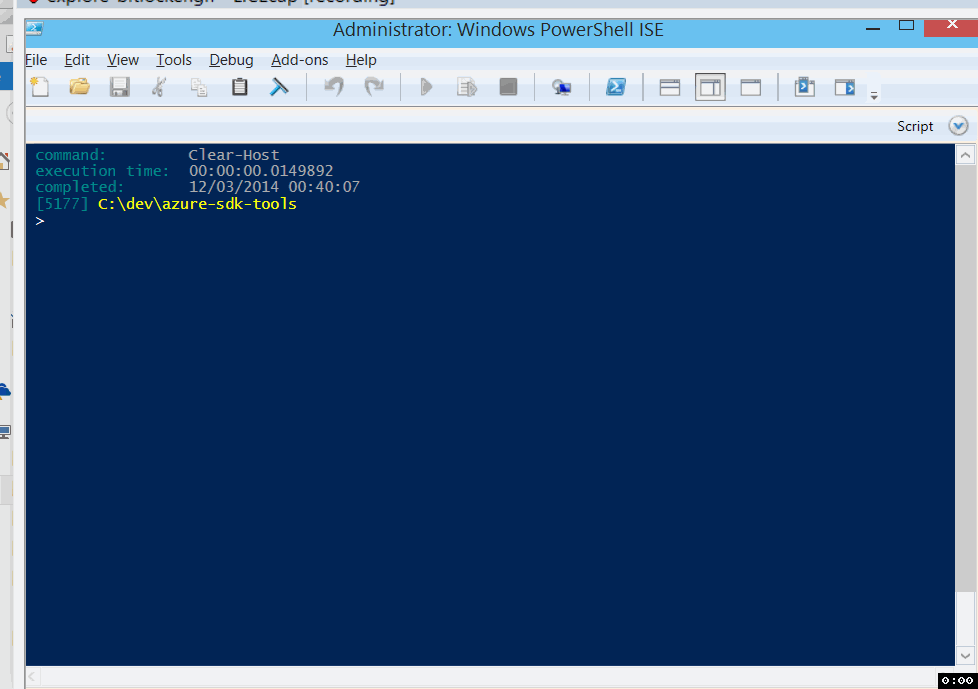 Administrator: Windows PowerShell ISE
File Edit View Tools Debug Add-ons Help
Script
command: Clear-Host
execution time: 00:00:00.0149892
completed: 12/03/2014 00:40:07
[5177] C:\dev\azure-sdk-tools
>
0:00